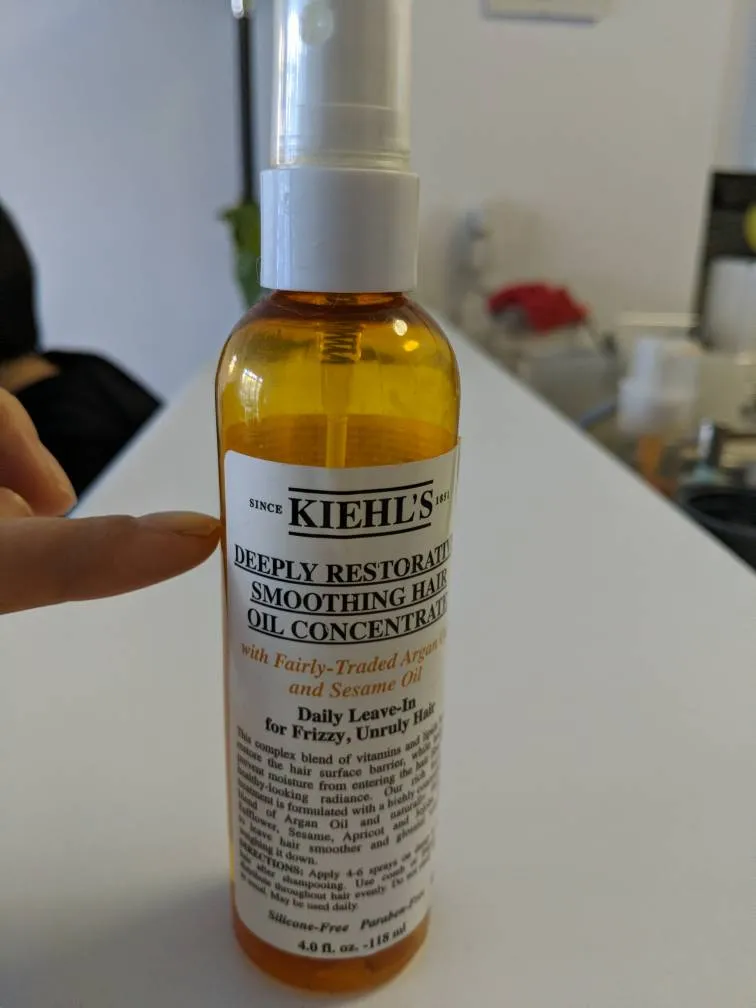 SINCE KIEHL'S 1851
DEEPLY RESTORATIV
SMOOTHING HAIR
OIL CONCENTRAT
with Fairly-Traded Argan O
and Sesame Oil
Daily Leave-In
for Frizzy, Unruly Hair
This complex blend of vitamins and
restore the hair surface barrier, while
prevent moisture from entering the hair
healthy-looking radiance. Our rich
treatment is formulated with a highly
blend of Argan Oil and
Safflower, Sesame, Apricot and
to leave hair smoother and
weighing it down.
DIRECTIONS: Apply 4-6 sprays on
hair after shampooing. Use comb
distribute throughout hair evenly. Do not
as usual. May be used daily.
Silicone-Free Paraben-Free
4.0 fl. oz. -118 ml